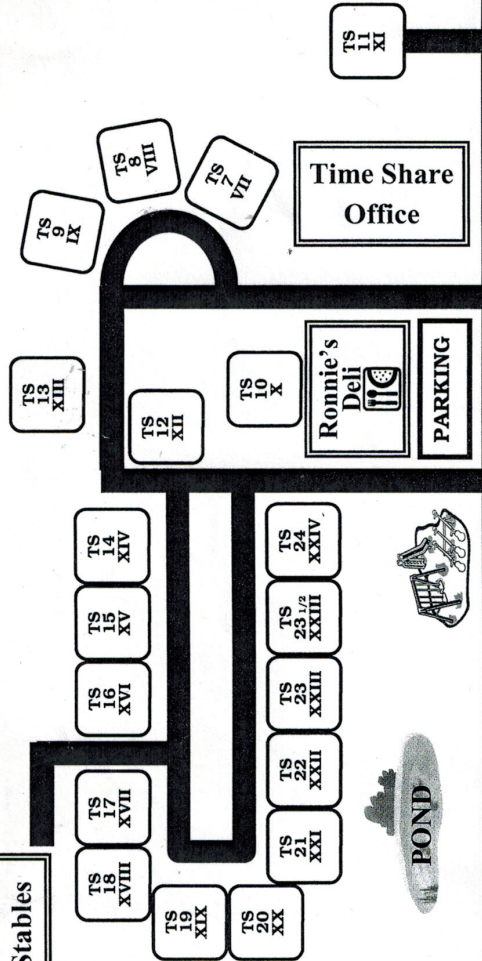 TS
11
XI
TS
8
VIII
TS
7
VII
TS
9
IX
Time Share
Office
TS
13
XIII
TS
12
XII
TS
10
X
Ronnie's
Deli
PARKING
TS
14
XIV
TS
15
XV
TS
16
XVI
TS
17
XVII
TS
18
XVIII
TS
19
XIX
TS
20
XX
TS
21
XXI
TS
22
XXII
TS
23
XXIII
TS
23 1/2
XXIII
TS
24
XXIV
Stables
POND